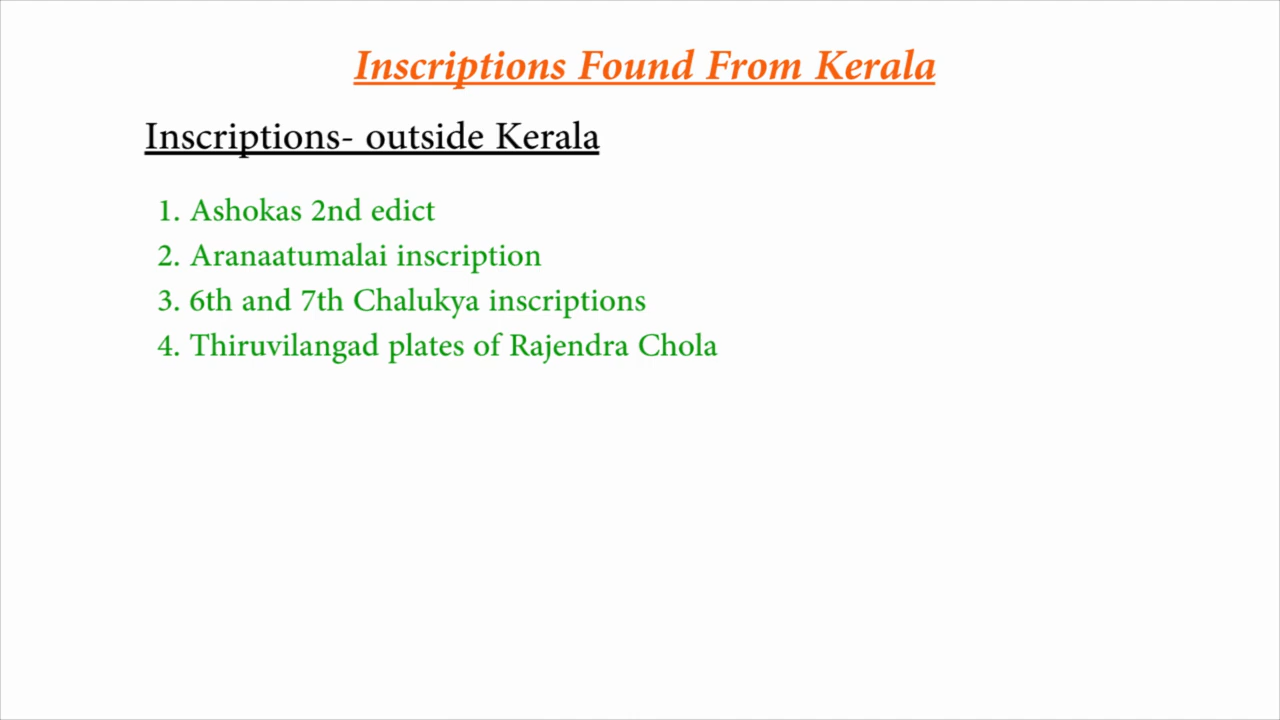 Inscriptions Found From Kerala
Inscriptions- outside Kerala
1. Ashokas 2nd edict
2. Aranaatumalai inscription
3. 6th and 7th Chalukya inscriptions
4. Thiruvilangad plates of Rajendra Chola